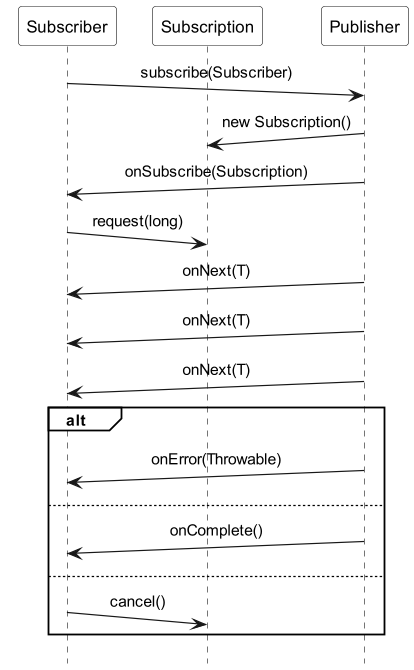 Subscriber Subscription Publisher
subscribe(Subscriber)
new Subscription()
onSubscribe(Subscription)
request(long)
onNext(T)
onNext(T)
onNext(T)
alt
onError(Throwable)
onComplete()
cancel()